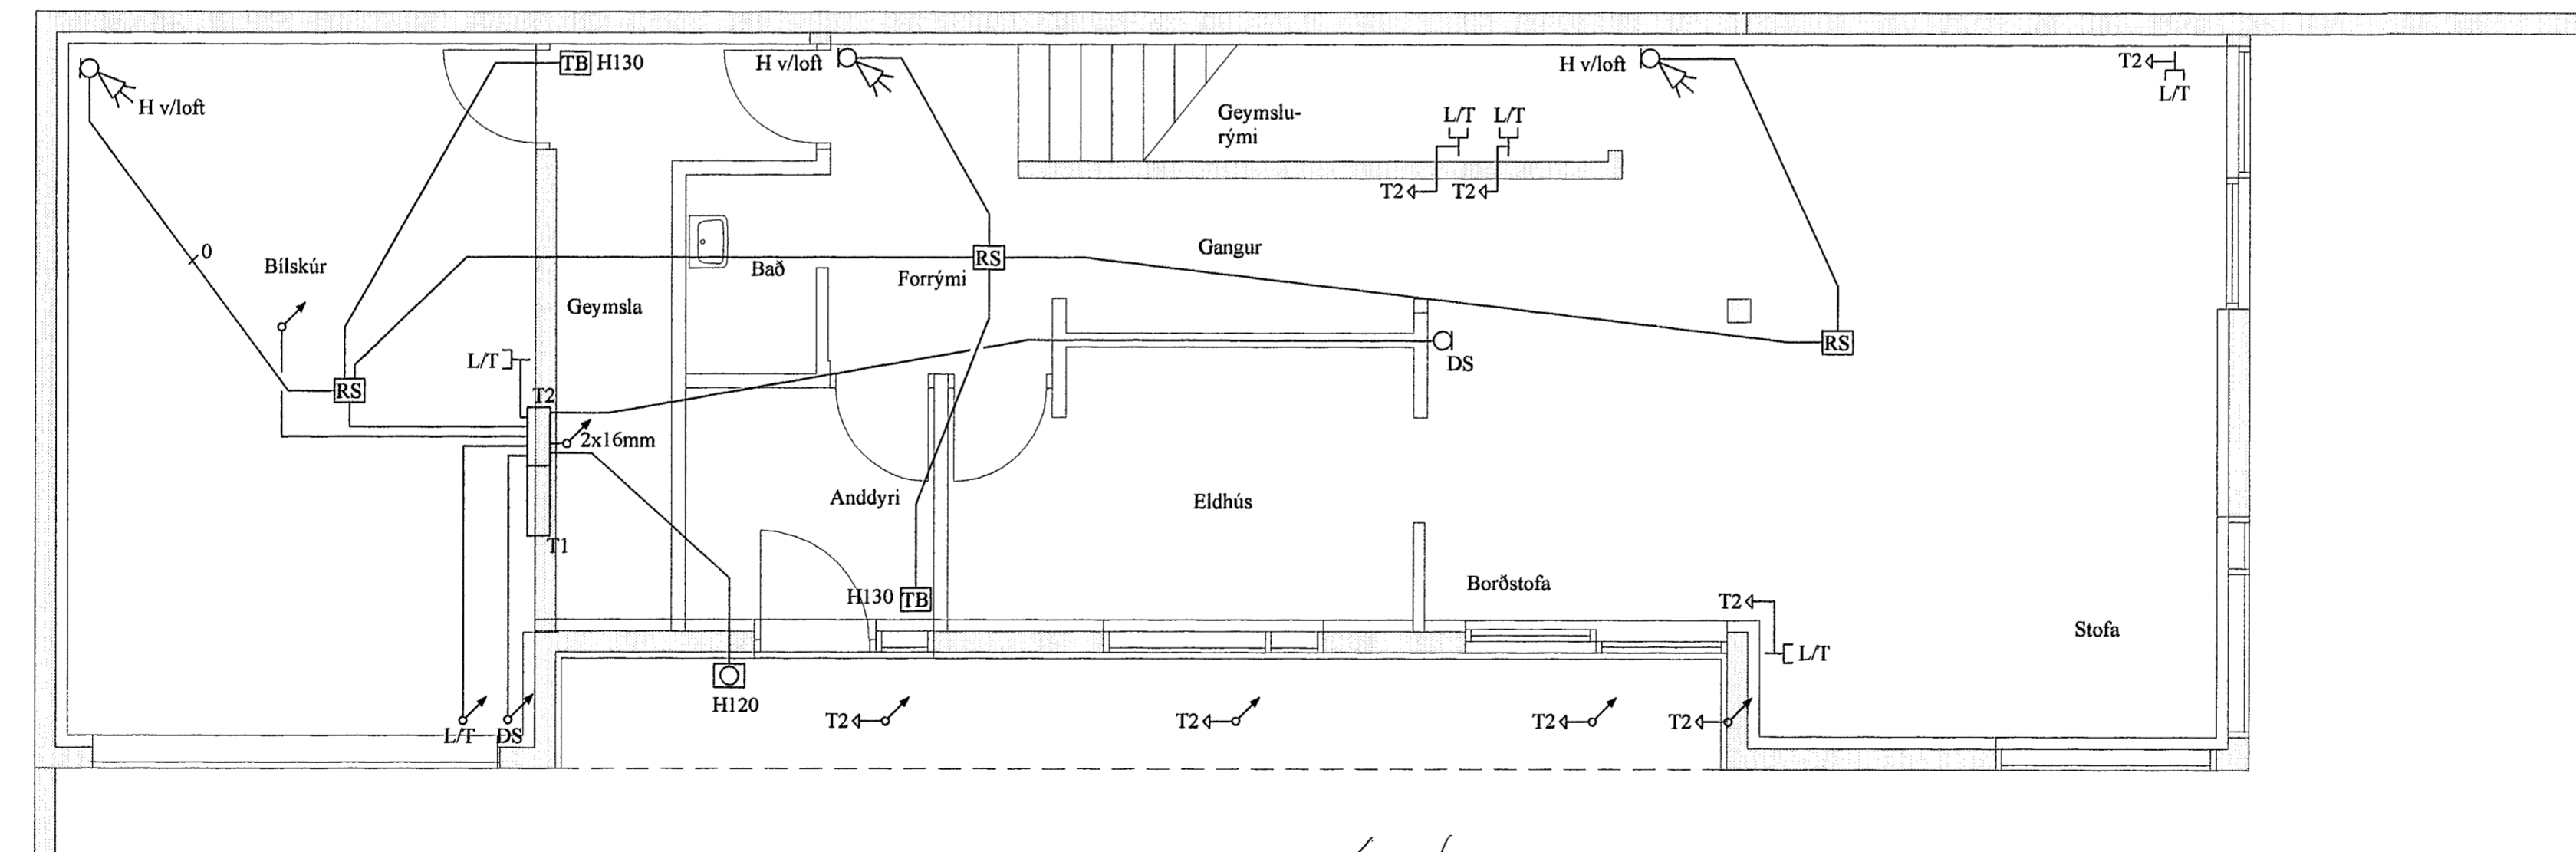 TB H130
H v/loft
H v/loft
T2
L/T
H v/loft
Geymslu-
rými
L/T
L/T
T2
T2
0
Bílskúr
Bað
RS
Forrými
Gangur
Geymsla
RS
L/T
DS
RS
T2
2x16mm
T1
Anddyri
Eldhús
H130 TB
Borðstofa
T2
Stofa
L/T
H120
T2
T2
T2
T2
L/T
DS